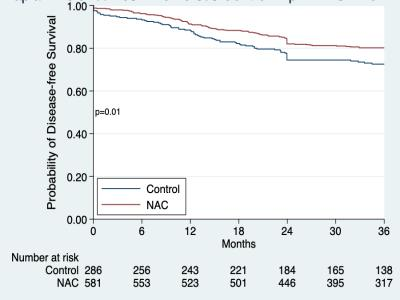 1.00
0.80
0.60
0.40
0.20
0.00
Probability of Disease-free Survival
p=0.01
Control
NAC
0 6 12 18 24 30 36
Months
Number at risk
Control 286 256 243 221 184 165 138
NAC 581 553 523 501 446 395 317